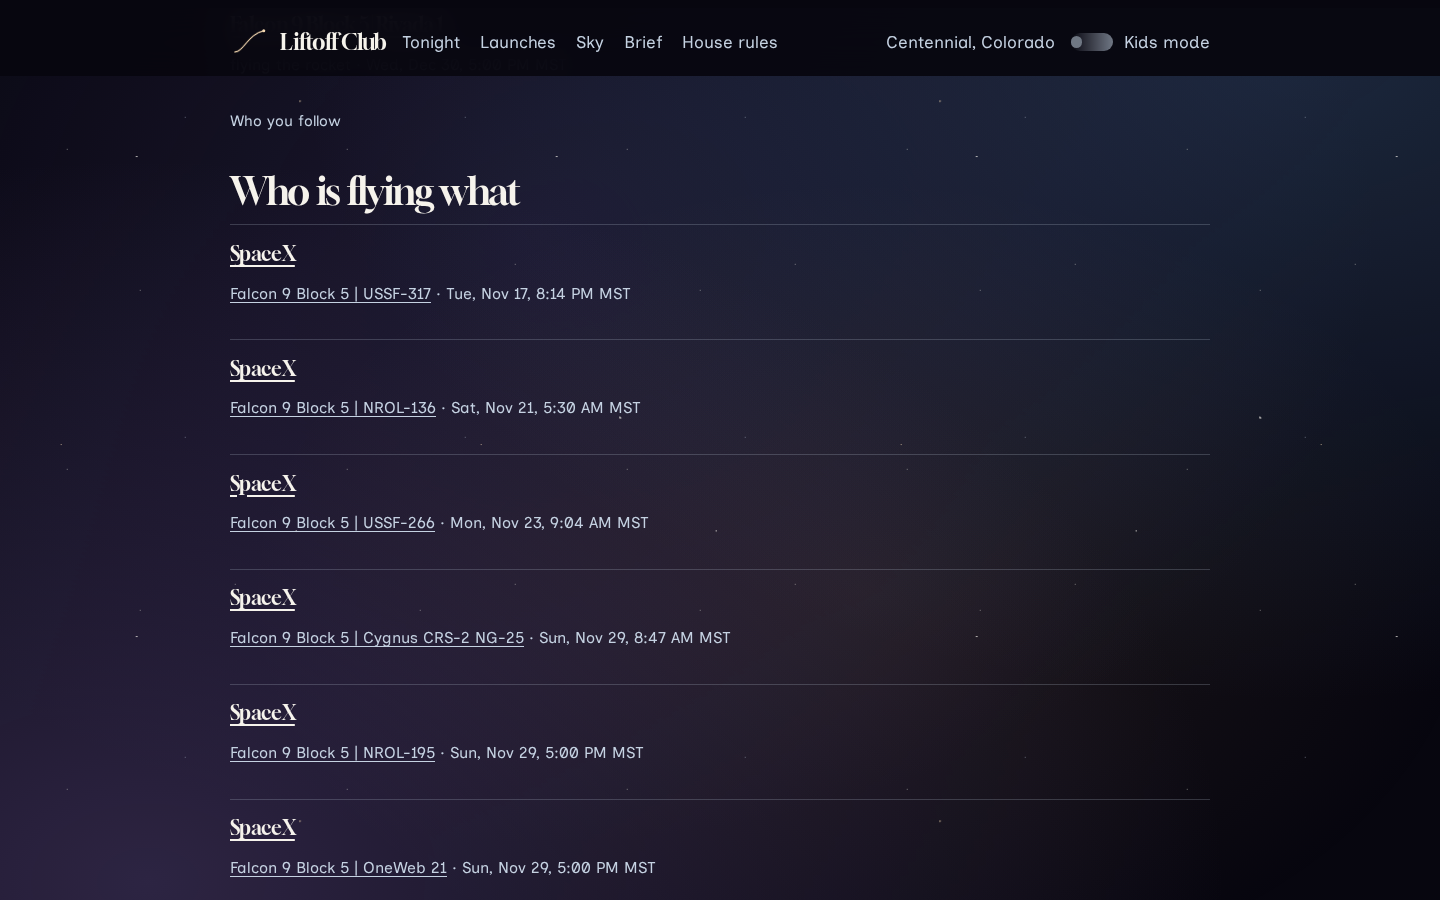 Liftoff Club Tonight Launches Sky Brief House rules Centennial, Colorado Kids mode
Who you follow
Who is flying what
SpaceX
Falcon 9 Block 5 | USSF-317 · Tue, Nov 17, 8:14 PM MST
SpaceX
Falcon 9 Block 5 | NROL-136 · Sat, Nov 21, 5:30 AM MST
SpaceX
Falcon 9 Block 5 | USSF-266 · Mon, Nov 23, 9:04 AM MST
SpaceX
Falcon 9 Block 5 | Cygnus CRS-2 NG-25 · Sun, Nov 29, 8:47 AM MST
SpaceX
Falcon 9 Block 5 | NROL-195 · Sun, Nov 29, 5:00 PM MST
SpaceX
Falcon 9 Block 5 | OneWeb 21 · Sun, Nov 29, 5:00 PM MST